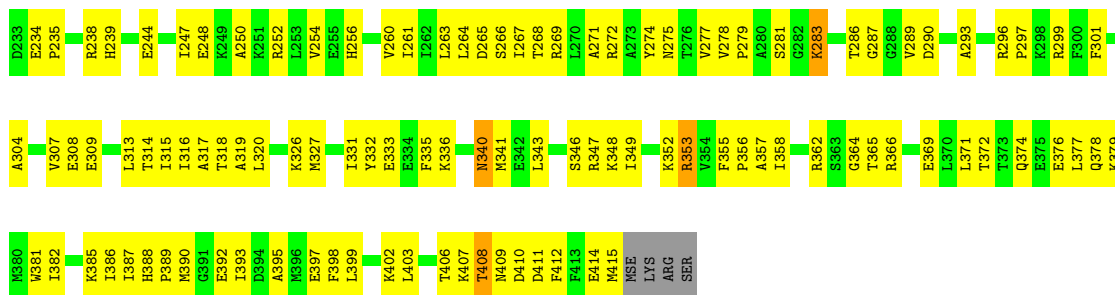 D233 E234 P235 R238 H239 E244 I247 E248 K249 A250 K251 R252 L253 V254 E255 H256 V260 I261 I262 L263 L264 D265 S266 I267 T268 R269 L270 A271 R272 A273 Y274 N275 T276 V277 V278 P279 A280 S281 G282 K283 T286 G287 G288 V289 D290 A293 R296 P297 K298 R299 F300 F301
A304 V307 E308 E309 L313 T314 I315 I316 A317 T318 A319 L320 K326 M327 I331 Y332 E333 E334 F335 K336 N340 M341 E342 L343 S346 R347 K348 I349 K352 R353 V354 F355 P356 A357 I358 R362 S363 G364 T365 R366 E369 L370 L371 T372 T373 Q374 E375 E376 L377 Q378 K379
M380 W381 I382 K385 I386 I387 H388 P389 M390 G391 E392 I393 D394 A395 M396 E397 F398 L399 K402 L403 T406 K407 T408 N409 D410 D411 F412 F413 E414 M415 MSE LYS ARG SER